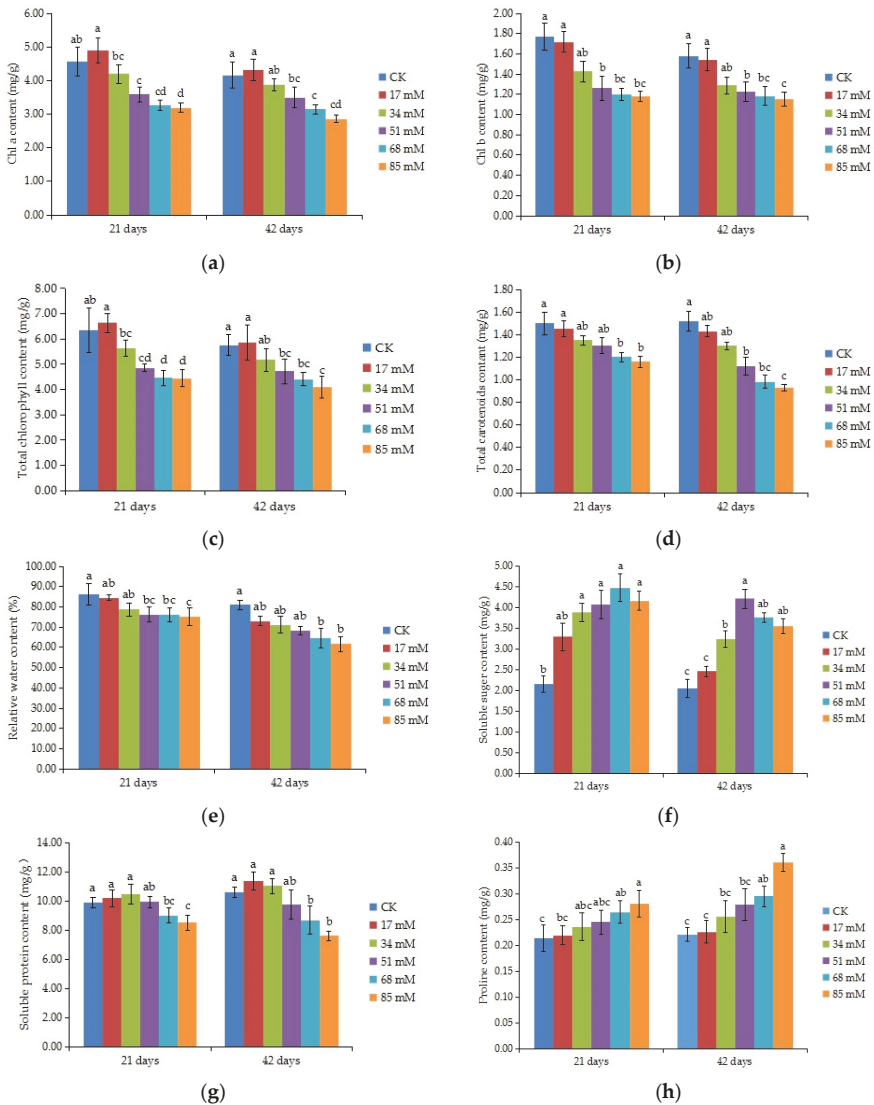 Chl a content (mg/g)
6.00
5.00
4.00
3.00
2.00
1.00
0.00
ab a bc c cd d
a a ab bc c cd
21 days 42 days
CK
17 mM
34 mM
51 mM
68 mM
85 mM
(a)
Chl b content (mg/g)
2.00
1.80
1.60
1.40
1.20
1.00
0.80
0.60
0.40
0.20
0.00
a a ab b bc bc
a a ab b bc c
21 days 42 days
CK
17 mM
34 mM
51 mM
68 mM
85 mM
(b)
Total chlorophyll content (mg/g)
8.00
7.00
6.00
5.00
4.00
3.00
2.00
1.00
0.00
ab a bc cd d d
a a ab bc bc c
21 days 42 days
CK
17 mM
34 mM
51 mM
68 mM
85 mM
(c)
Total carotenoids contant (mg/g)
1.80
1.60
1.40
1.20
1.00
0.80
0.60
0.40
0.20
0.00
a a ab ab b b
a a ab b bc c
21 days 42 days
CK
17 mM
34 mM
51 mM
68 mM
85 mM
(d)
Relative water content (%)
100.00
90.00
80.00
70.00
60.00
50.00
40.00
30.00
20.00
10.00
0.00
a ab ab bc bc c
a ab ab ab b b
21 days 42 days
CK
17 mM
34 mM
51 mM
68 mM
85 mM
(e)
Soluble suger content (mg/g)
5.00
4.50
4.00
3.50
3.00
2.50
2.00
1.50
1.00
0.50
0.00
b ab a a a a
c c b a ab ab
21 days 42 days
CK
17 mM
34 mM
51 mM
68 mM
85 mM
(f)
Soluble protein content (mg/g)
14.00
12.00
10.00
8.00
6.00
4.00
2.00
0.00
a a a ab bc c
a a a ab b b
21 days 42 days
CK
17 mM
34 mM
51 mM
68 mM
85 mM
(g)
Proline content (mg/g)
0.40
0.35
0.30
0.25
0.20
0.15
0.10
0.05
0.00
c bc abc abc ab a
c c bc ab ab a
21 days 42 days
CK
17 mM
34 mM
51 mM
68 mM
85 mM
(h)